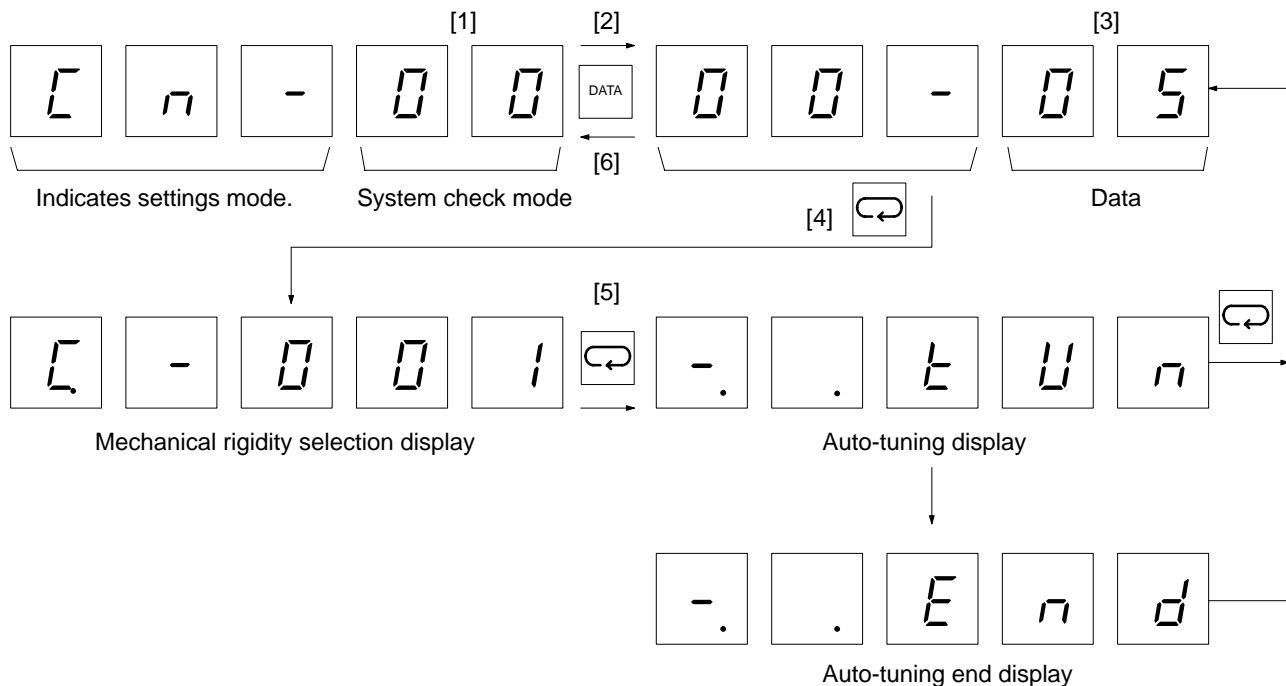 [1] [2] [3]
Cn-00 DATA 00-05
[6]
Indicates settings mode. System check mode Data
[4]
[5]
C.-001 -. . tUn
Mechanical rigidity selection display Auto-tuning display
-. . End
Auto-tuning end display